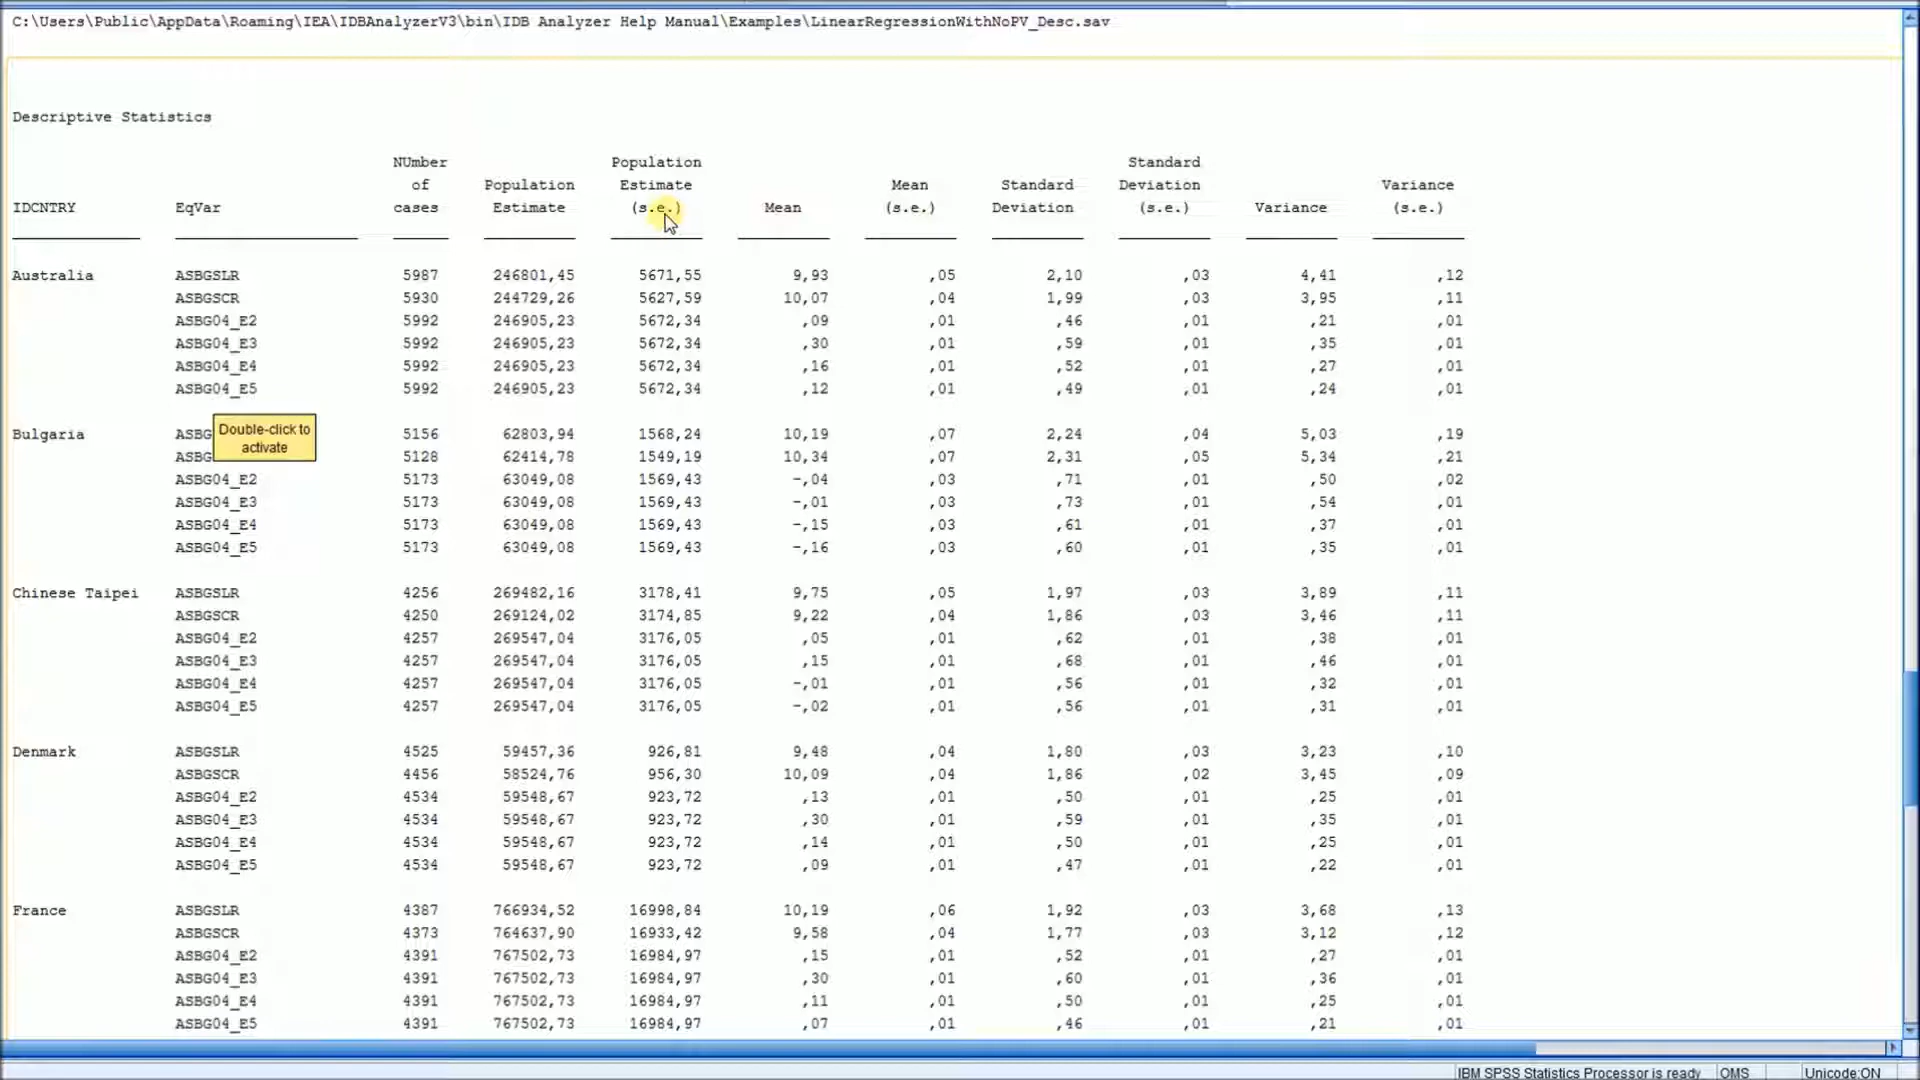 C:\Users\Public\AppData\Roaming\IEA\IDBAnalyzerV3\bin\IDB Analyzer Help Manual\Examples\LinearRegressionWithNoPV_Desc.sav
Descriptive Statistics
NUmber Population Standard
of Population Estimate Mean Standard Deviation Variance
IDCNTRY EqVar cases Estimate (s.e.) Mean (s.e.) Deviation (s.e.) Variance (s.e.)
Australia ASBGSLR 5987 246801,45 5671,55 9,93 ,05 2,10 ,03 4,41 ,12
ASBGSCR 5930 244729,26 5627,59 10,07 ,04 1,99 ,03 3,95 ,11
ASBG04_E2 5992 246905,23 5672,34 ,09 ,01 ,46 ,01 ,21 ,01
ASBG04_E3 5992 246905,23 5672,34 ,30 ,01 ,59 ,01 ,35 ,01
ASBG04_E4 5992 246905,23 5672,34 ,16 ,01 ,52 ,01 ,27 ,01
ASBG04_E5 5992 246905,23 5672,34 ,12 ,01 ,49 ,01 ,24 ,01
Double-click to
activate
Bulgaria ASBG 5156 62803,94 1568,24 10,19 ,07 2,24 ,04 5,03 ,19
ASBG 5128 62414,78 1549,19 10,34 ,07 2,31 ,05 5,34 ,21
ASBG04_E2 5173 63049,08 1569,43 -,04 ,03 ,71 ,01 ,50 ,02
ASBG04_E3 5173 63049,08 1569,43 -,01 ,03 ,73 ,01 ,54 ,01
ASBG04_E4 5173 63049,08 1569,43 -,15 ,03 ,61 ,01 ,37 ,01
ASBG04_E5 5173 63049,08 1569,43 -,16 ,03 ,60 ,01 ,35 ,01
Chinese Taipei ASBGSLR 4256 269482,16 3178,41 9,75 ,05 1,97 ,03 3,89 ,11
ASBGSCR 4250 269124,02 3174,85 9,22 ,04 1,86 ,03 3,46 ,11
ASBG04_E2 4257 269547,04 3176,05 ,05 ,01 ,62 ,01 ,38 ,01
ASBG04_E3 4257 269547,04 3176,05 ,15 ,01 ,68 ,01 ,46 ,01
ASBG04_E4 4257 269547,04 3176,05 -,01 ,01 ,56 ,01 ,32 ,01
ASBG04_E5 4257 269547,04 3176,05 -,02 ,01 ,56 ,01 ,31 ,01
Denmark ASBGSLR 4525 59457,36 926,81 9,48 ,04 1,80 ,03 3,23 ,10
ASBGSCR 4456 58524,76 956,30 10,09 ,04 1,86 ,02 3,45 ,09
ASBG04_E2 4534 59548,67 923,72 ,13 ,01 ,50 ,01 ,25 ,01
ASBG04_E3 4534 59548,67 923,72 ,30 ,01 ,59 ,01 ,35 ,01
ASBG04_E4 4534 59548,67 923,72 ,14 ,01 ,50 ,01 ,25 ,01
ASBG04_E5 4534 59548,67 923,72 ,09 ,01 ,47 ,01 ,22 ,01
France ASBGSLR 4387 766934,52 16998,84 10,19 ,06 1,92 ,03 3,68 ,13
ASBGSCR 4373 764637,90 16933,42 9,58 ,04 1,77 ,03 3,12 ,12
ASBG04_E2 4391 767502,73 16984,97 ,15 ,01 ,52 ,01 ,27 ,01
ASBG04_E3 4391 767502,73 16984,97 ,30 ,01 ,60 ,01 ,36 ,01
ASBG04_E4 4391 767502,73 16984,97 ,11 ,01 ,50 ,01 ,25 ,01
ASBG04_E5 4391 767502,73 16984,97 ,07 ,01 ,46 ,01 ,21 ,01
IBM SPSS Statistics Processor is ready OMS Unicode:ON